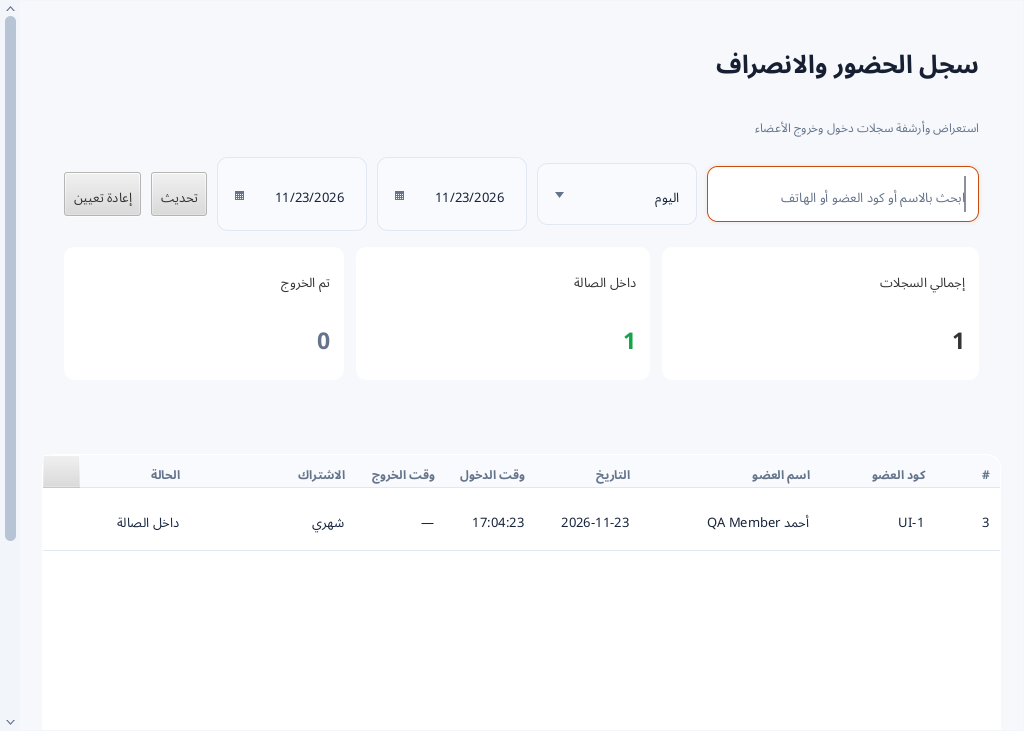 سجل الحضور والانصراف
استعراض وأرشفة سجلات دخول وخروج الأعضاء
ابحث بالاسم أو كود العضو أو الهاتف اليوم 11/23/2026 11/23/2026 تحديث إعادة تعيين
إجمالي السجلات داخل الصالة تم الخروج
1 1 0
# كود العضو اسم العضو التاريخ وقت الدخول وقت الخروج الاشتراك الحالة
3 UI-1 أحمد QA Member 2026-11-23 17:04:23 — شهري داخل الصالة